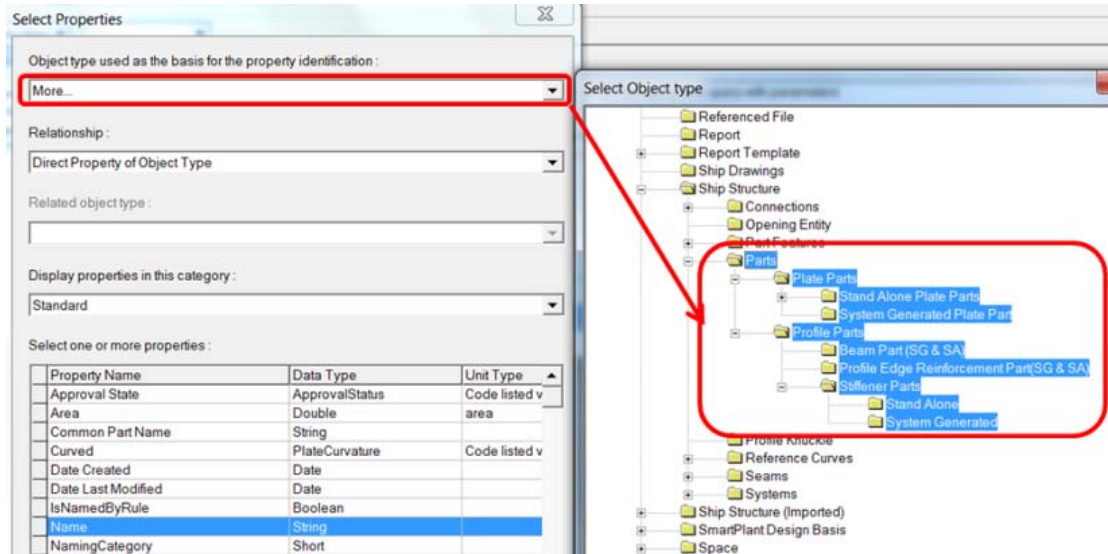 Select Properties
Object type used as the basis for the property identification :
More...
Relationship :
Direct Property of Object Type
Related object type :
Display properties in this category :
Standard
Select one or more properties :
Property Name Data Type Unit Type
Approval State ApprovalStatus Code listed v
Area Double area
Common Part Name String
Curved PlateCurvature Code listed v
Date Created Date
Date Last Modified Date
IsNamedByRule Boolean
Name String
NamingCategory Short
Select Object type
Referenced File
Report
Report Template
Ship Drawings
Ship Structure
Connections
Opening Entity
Part Features
Parts
Plate Parts
Stand Alone Plate Parts
System Generated Plate Part
Profile Parts
Beam Part (SG & SA)
Profile Edge Reinforcement Part(SG & SA)
Stiffener Parts
Stand Alone
System Generated
Profile Knuckle
Reference Curves
Seams
Systems
Ship Structure (Imported)
SmartPlant Design Basis
Space